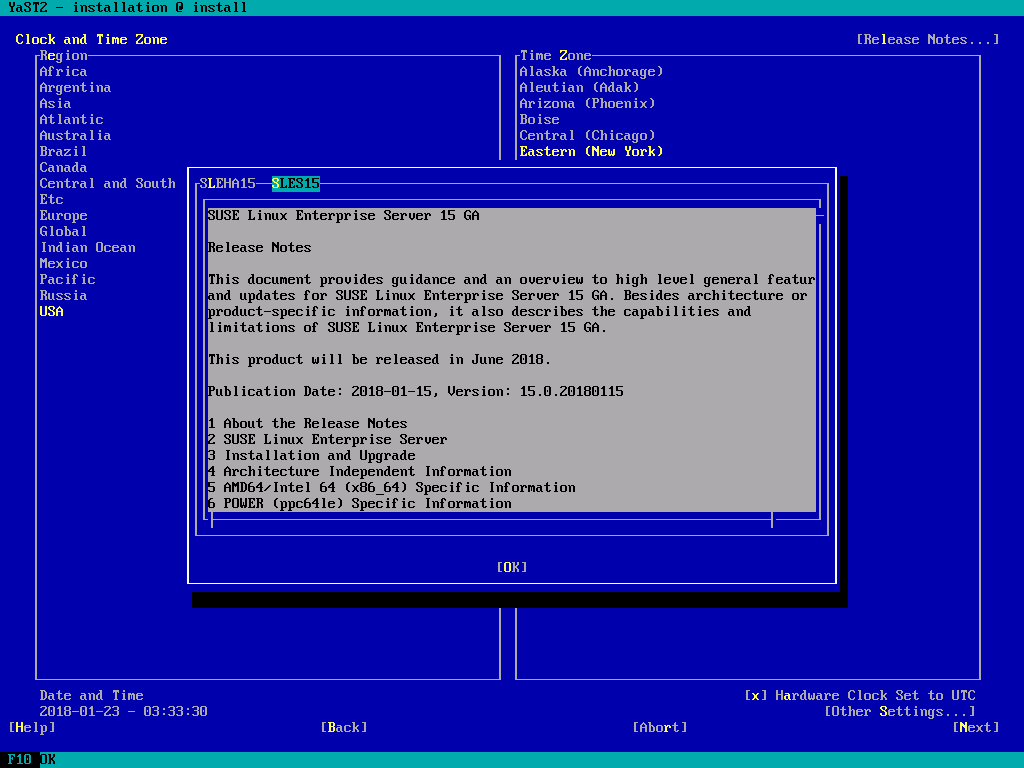 YaST2 - installation @ install
Clock and Time Zone
[Release Notes...]
Region
Africa
Argentina
Asia
Atlantic
Australia
Brazil
Canada
Central and South
Etc
Europe
Global
Indian Ocean
Mexico
Pacific
Russia
USA
Time Zone
Alaska (Anchorage)
Aleutian (Adak)
Arizona (Phoenix)
Boise
Central (Chicago)
Eastern (New York)
SLEHA15 SLES15
SUSE Linux Enterprise Server 15 GA
Release Notes
This document provides guidance and an overview to high level general featur
and updates for SUSE Linux Enterprise Server 15 GA. Besides architecture or
product-specific information, it also describes the capabilities and
limitations of SUSE Linux Enterprise Server 15 GA.
This product will be released in June 2018.
Publication Date: 2018-01-15, Version: 15.0.20180115
1 About the Release Notes
2 SUSE Linux Enterprise Server
3 Installation and Upgrade
4 Architecture Independent Information
5 AMD64/Intel 64 (x86_64) Specific Information
6 POWER (ppc64le) Specific Information
[OK]
Date and Time
2018-01-23 - 03:33:30
[x] Hardware Clock Set to UTC
[Other Settings...]
[Help] [Back] [Abort] [Next]
F10 OK